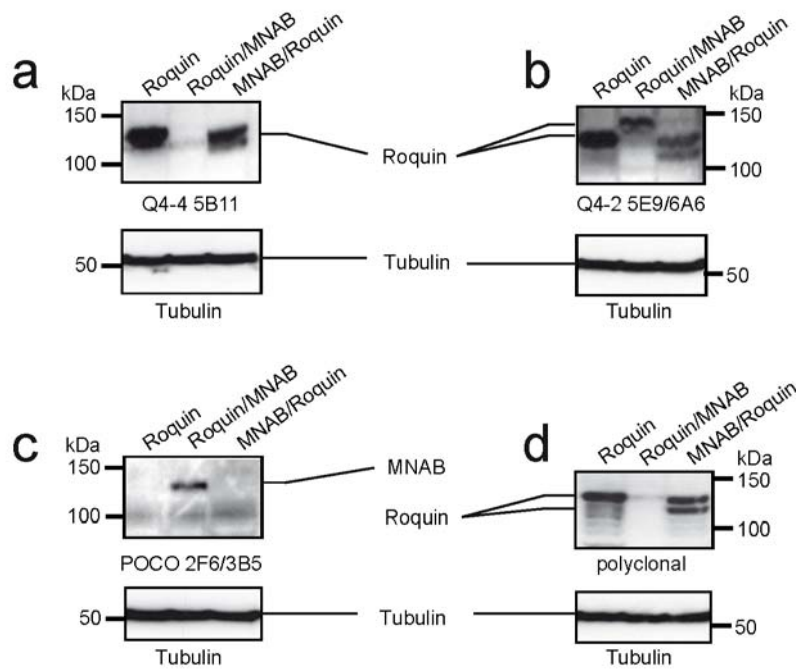 a
Roquin
Roquin/MNAB
MNAB/Roquin
kDa
150
100
Q4-4 5B11
50
Tubulin
Roquin
Tubulin
b
Roquin
Roquin/MNAB
MNAB/Roquin
kDa
150
100
Q4-2 5E9/6A6
50
Tubulin
c
Roquin
Roquin/MNAB
MNAB/Roquin
kDa
150
100
POCO 2F6/3B5
50
Tubulin
MNAB
Roquin
Tubulin
d
Roquin
Roquin/MNAB
MNAB/Roquin
kDa
150
100
polyclonal
50
Tubulin